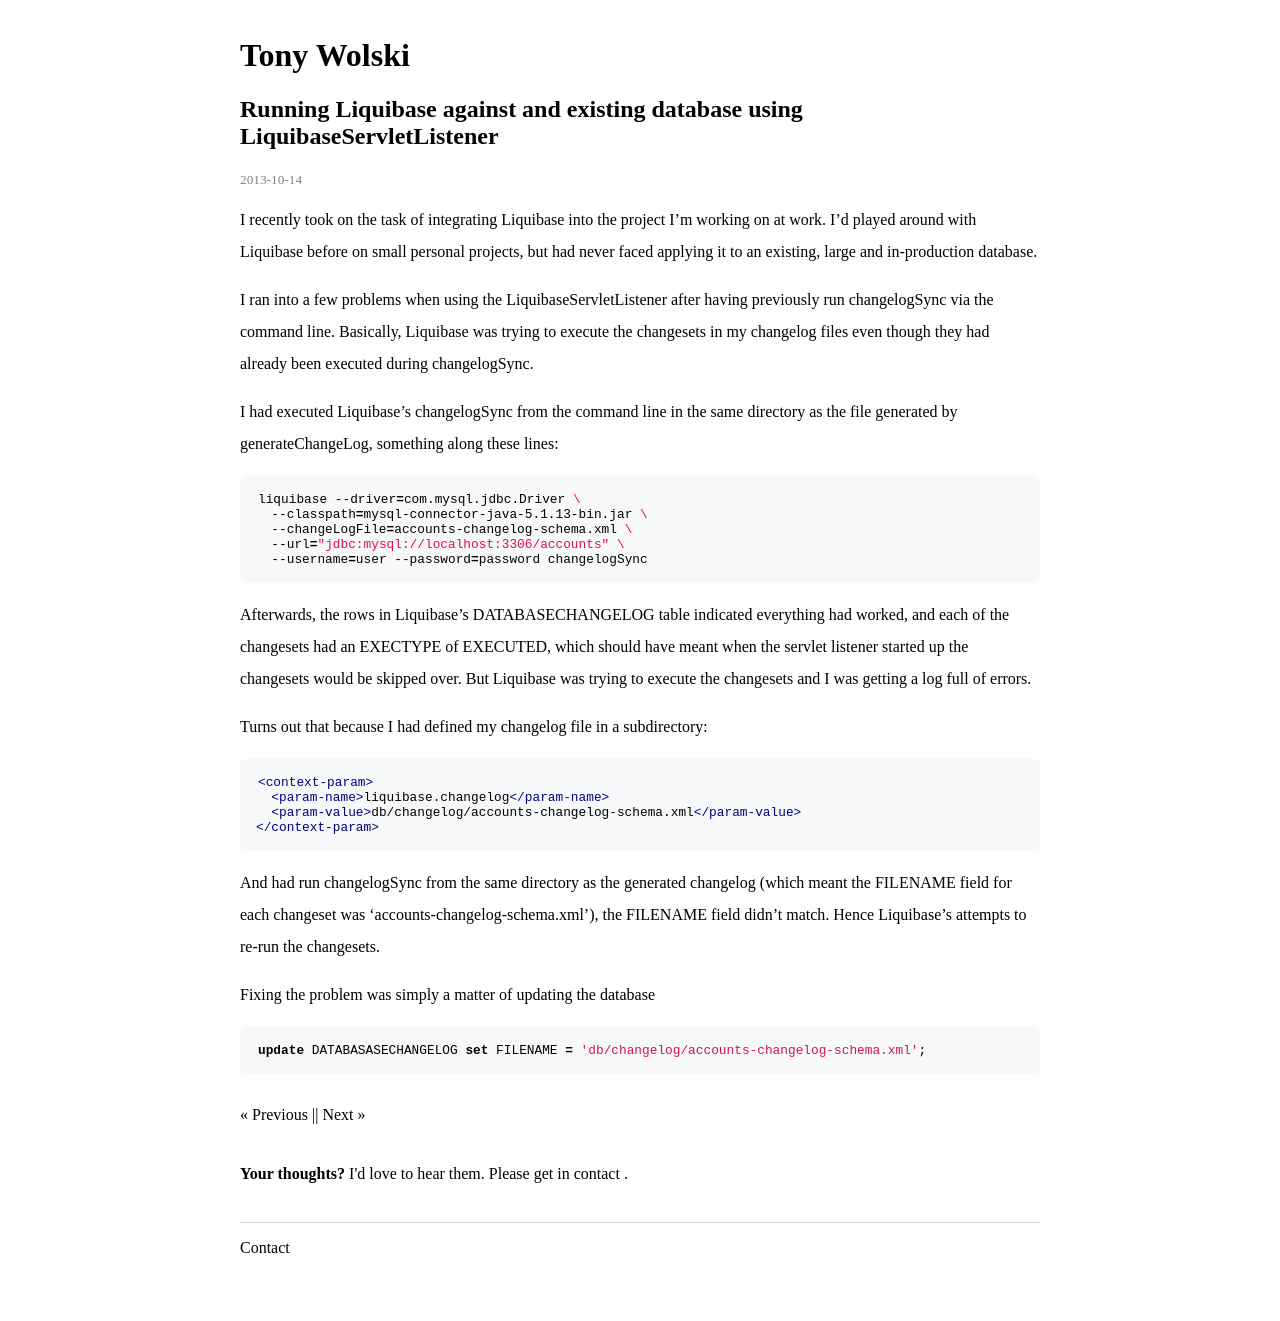 Tony Wolski
Running Liquibase against and existing database using
LiquibaseServletListener
2013-10-14
I recently took on the task of integrating Liquibase into the project I’m working on at work. I’d played around with
Liquibase before on small personal projects, but had never faced applying it to an existing, large and in-production database.
I ran into a few problems when using the LiquibaseServletListener after having previously run changelogSync via the
command line. Basically, Liquibase was trying to execute the changesets in my changelog files even though they had
already been executed during changelogSync.
I had executed Liquibase’s changelogSync from the command line in the same directory as the file generated by
generateChangeLog, something along these lines:
liquibase --driver=com.mysql.jdbc.Driver \
  --classpath=mysql-connector-java-5.1.13-bin.jar \
  --changeLogFile=accounts-changelog-schema.xml \
  --url="jdbc:mysql://localhost:3306/accounts" \
  --username=user --password=password changelogSync
Afterwards, the rows in Liquibase’s DATABASECHANGELOG table indicated everything had worked, and each of the
changesets had an EXECTYPE of EXECUTED, which should have meant when the servlet listener started up the
changesets would be skipped over. But Liquibase was trying to execute the changesets and I was getting a log full of errors.
Turns out that because I had defined my changelog file in a subdirectory:
<context-param>
  <param-name>liquibase.changelog</param-name>
  <param-value>db/changelog/accounts-changelog-schema.xml</param-value>
</context-param>
And had run changelogSync from the same directory as the generated changelog (which meant the FILENAME field for
each changeset was ‘accounts-changelog-schema.xml’), the FILENAME field didn’t match. Hence Liquibase’s attempts to
re-run the changesets.
Fixing the problem was simply a matter of updating the database
update DATABASASECHANGELOG set FILENAME = 'db/changelog/accounts-changelog-schema.xml';
« Previous || Next »
Your thoughts? I'd love to hear them. Please get in contact .
Contact